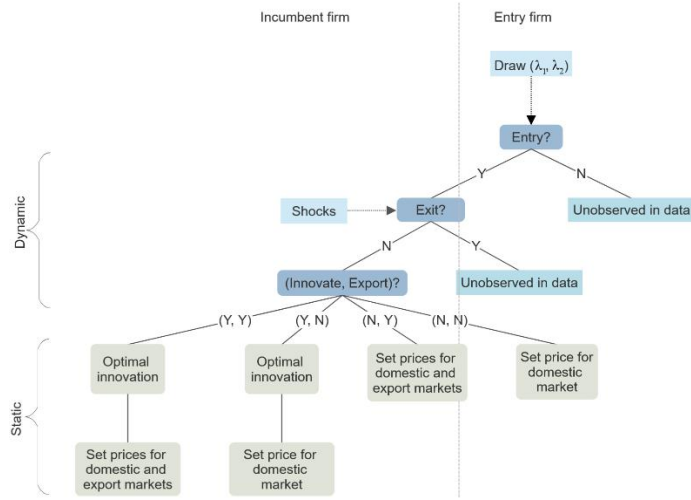 Incumbent firm
Entry firm
Draw (λ₁, λ₂)
Entry?
Y
N
Shocks
Exit?
Unobserved in data
Dynamic
N
Y
(Innovate, Export)?
Unobserved in data
(Y, Y)
(Y, N)
(N, Y)
(N, N)
Optimal
innovation
Optimal
innovation
Set prices for
domestic and
export markets
Set price for
domestic
market
Static
Set prices for
domestic and
export markets
Set price for
domestic
market